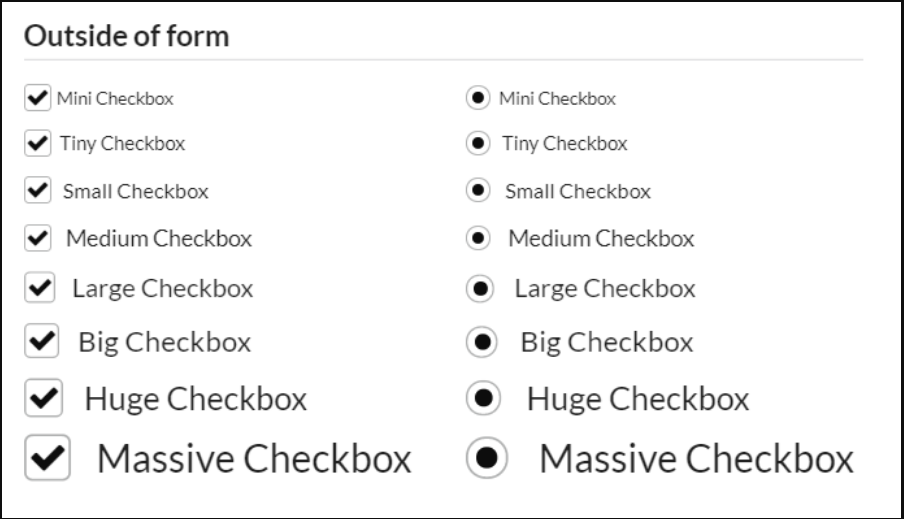 Outside of form
Mini Checkbox Mini Checkbox
Tiny Checkbox Tiny Checkbox
Small Checkbox Small Checkbox
Medium Checkbox Medium Checkbox
Large Checkbox Large Checkbox
Big Checkbox Big Checkbox
Huge Checkbox Huge Checkbox
Massive Checkbox Massive Checkbox